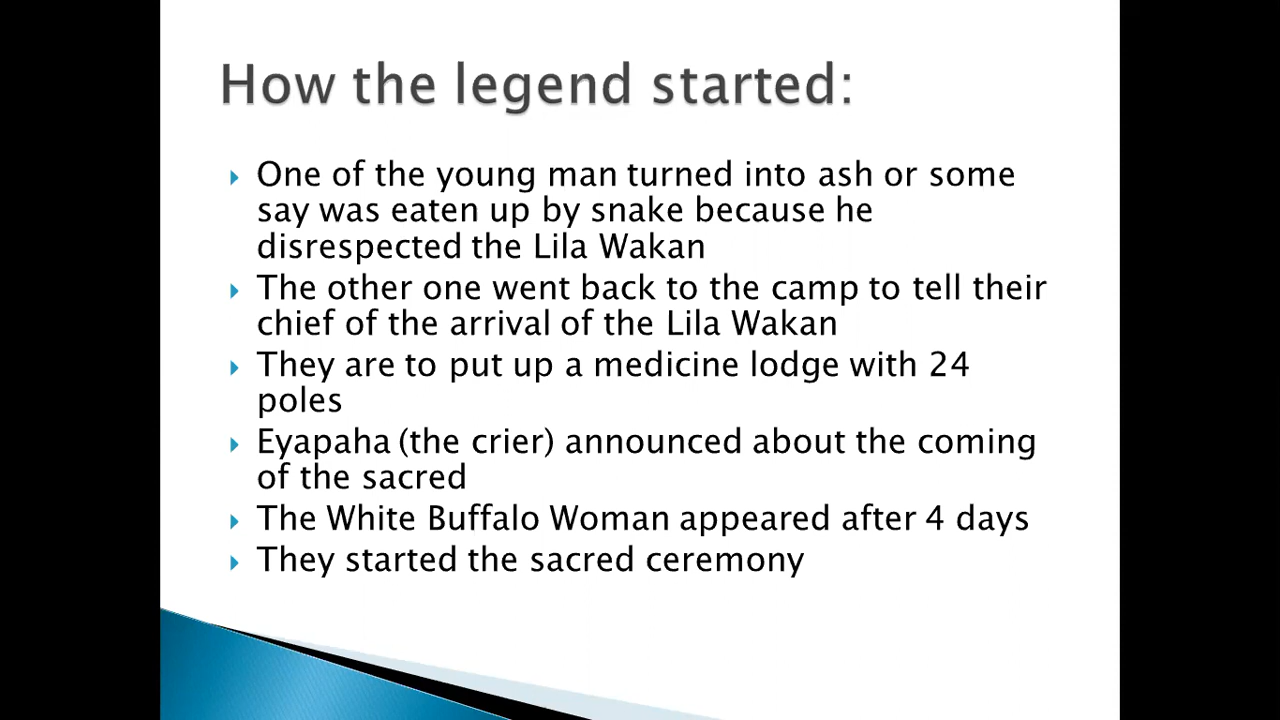 How the legend started:
One of the young man turned into ash or some
say was eaten up by snake because he
disrespected the Lila Wakan
The other one went back to the camp to tell their
chief of the arrival of the Lila Wakan
They are to put up a medicine lodge with 24
poles
Eyapaha (the crier) announced about the coming
of the sacred
The White Buffalo Woman appeared after 4 days
They started the sacred ceremony